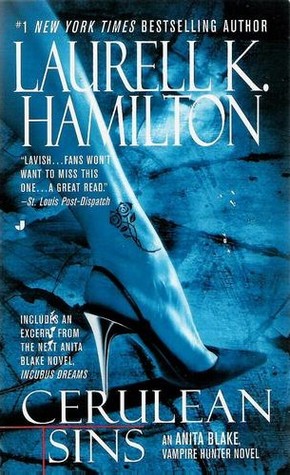 #1 NEW YORK TIMES BESTSELLING AUTHOR
LAURELL K.
HAMILTON
"LAVISH...FANS WON'T
WANT TO MISS THIS
ONE...A GREAT READ."
—St. Louis Post-Dispatch
J
INCLUDES AN
EXCERPT FROM
THE NEXT ANITA
BLAKE NOVEL,
INCUBUS DREAMS
CERULEAN
SINS
AN ANITA BLAKE,
VAMPIRE HUNTER NOVEL